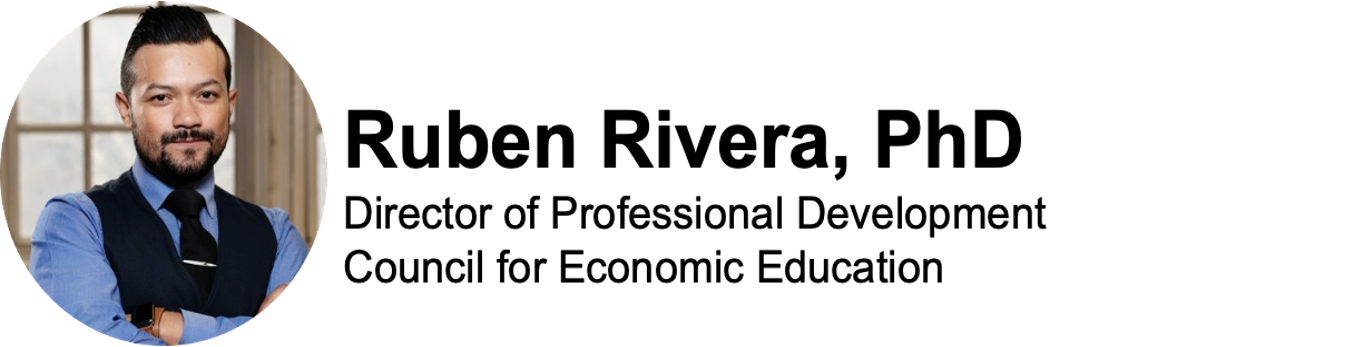 Ruben Rivera, PhD
Director of Professional Development
Council for Economic Education